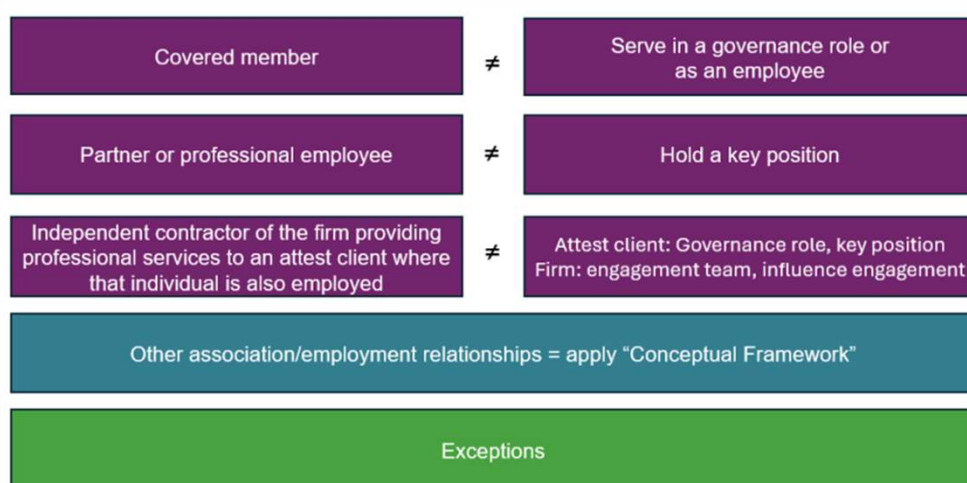 Covered member
≠
Serve in a governance role or
as an employee
Partner or professional employee
≠
Hold a key position
Independent contractor of the firm providing
professional services to an attest client where
that individual is also employed
≠
Attest client: Governance role, key position
Firm: engagement team, influence engagement
Other association/employment relationships = apply “Conceptual Framework”
Exceptions